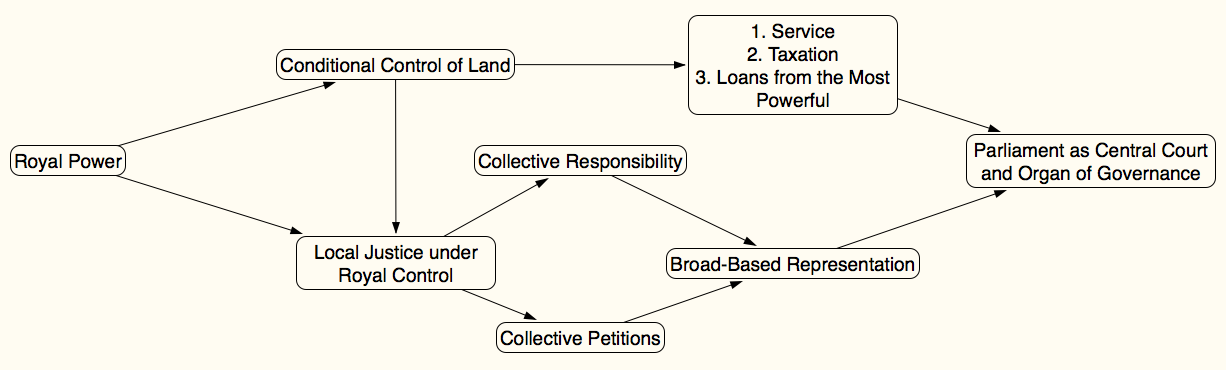 1. Service
2. Taxation
3. Loans from the Most
Powerful
Conditional Control of Land
Royal Power
Collective Responsibility
Parliament as Central Court
and Organ of Governance
Local Justice under
Royal Control
Broad-Based Representation
Collective Petitions